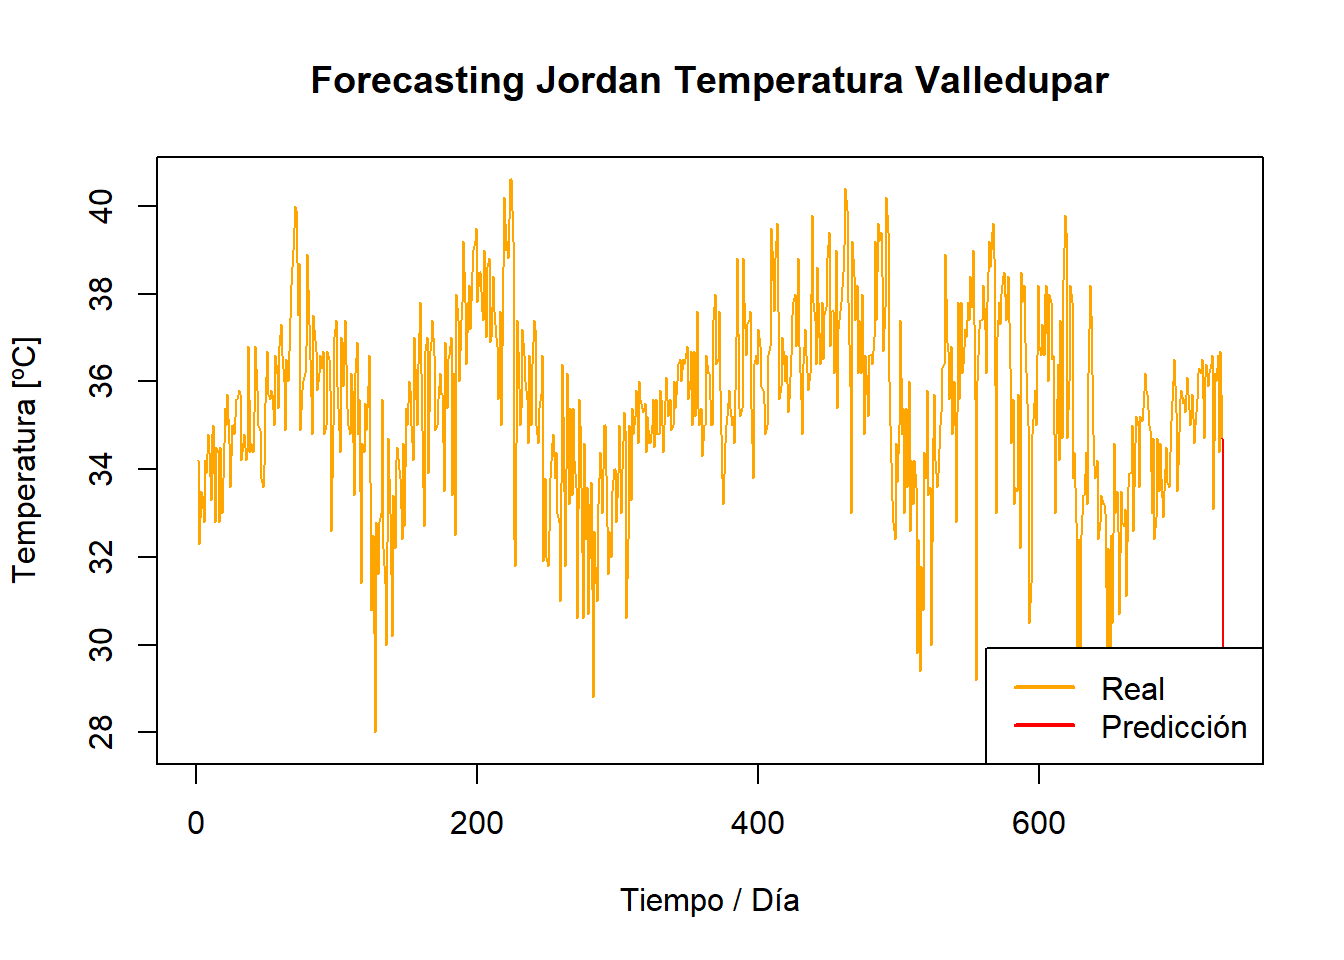 Forecasting Jordan Temperatura Valledupar
Temperatura [ºC]
40
38
36
34
32
30
28
0 200 400 600
Tiempo / Día
Real
Predicción